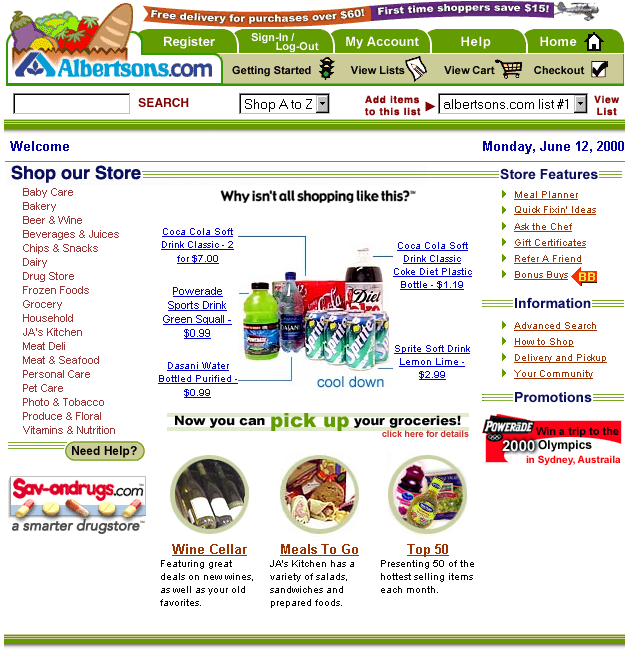 Free delivery for purchases over $60!
First time shoppers save $15!
Register
Sign-In /
Log-Out
My Account
Help
Home
Albertsons.com
Getting Started
View Lists
View Cart
Checkout
SEARCH
Shop A to Z
Add items
to this list
albertsons.com list #1
View
List
Welcome
Monday, June 12, 2000
Shop our Store
Baby Care
Bakery
Beer & Wine
Beverages & Juices
Chips & Snacks
Dairy
Drug Store
Frozen Foods
Grocery
Household
JA's Kitchen
Meat Deli
Meat & Seafood
Personal Care
Pet Care
Photo & Tobacco
Produce & Floral
Vitamins & Nutrition
Need Help?
Sav-ondrugs.com™
a smarter drugstore™
Why isn't all shopping like this?™
Coca Cola Soft
Drink Classic - 2
for $7.00
Powerade
Sports Drink
Green Squall -
$0.99
Dasani Water
Bottled Purified -
$0.99
Coca Cola Soft
Drink Classic
Coke Diet Plastic
Bottle - $1.19
Sprite Soft Drink
Lemon Lime -
$2.99
POWERADE
DASANI
Diet
Sprite
Sprite
Sprite
cool down
Now you can pick up your groceries!
click here for details
Wine Cellar
Featuring great
deals on new wines,
as well as your old
favorites.
Meals To Go
JA's Kitchen has a
variety of salads,
sandwiches and
prepared foods.
Top 50
Presenting 50 of the
hottest selling items
each month.
Store Features
Meal Planner
Quick Fixin' Ideas
Ask the Chef
Gift Certificates
Refer A Friend
Bonus Buys
BB
Information
Advanced Search
How to Shop
Delivery and Pickup
Your Community
Promotions
POWERADE
Win a trip to the
2000 Olympics
in Sydney, Austraila